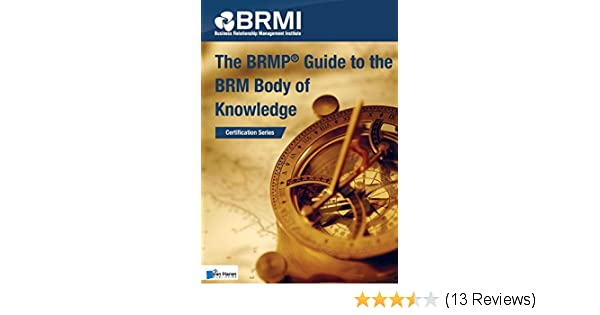 BRMI
Business Relationship Management Institute
The BRMP® Guide to the
BRM Body of
Knowledge
Certification Series
Van Haren
(13 Reviews)